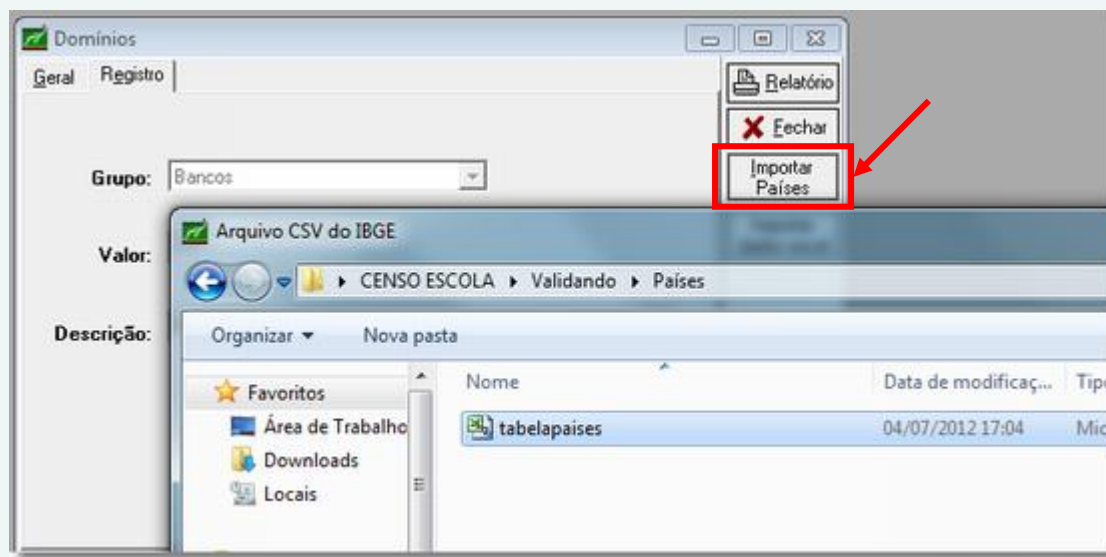 Domínios
Geral Registro
Relatório
Fechar
Importar
Países
Grupo: Bancos
Valor:
Descrição:
Arquivo CSV do IBGE
CENSO ESCOLA Validando Países
Organizar Nova pasta
Favoritos
Área de Trabalho
Downloads
Locais
Nome Data de modificaç... Tipo
tabelapaises 04/07/2012 17:04 Mic